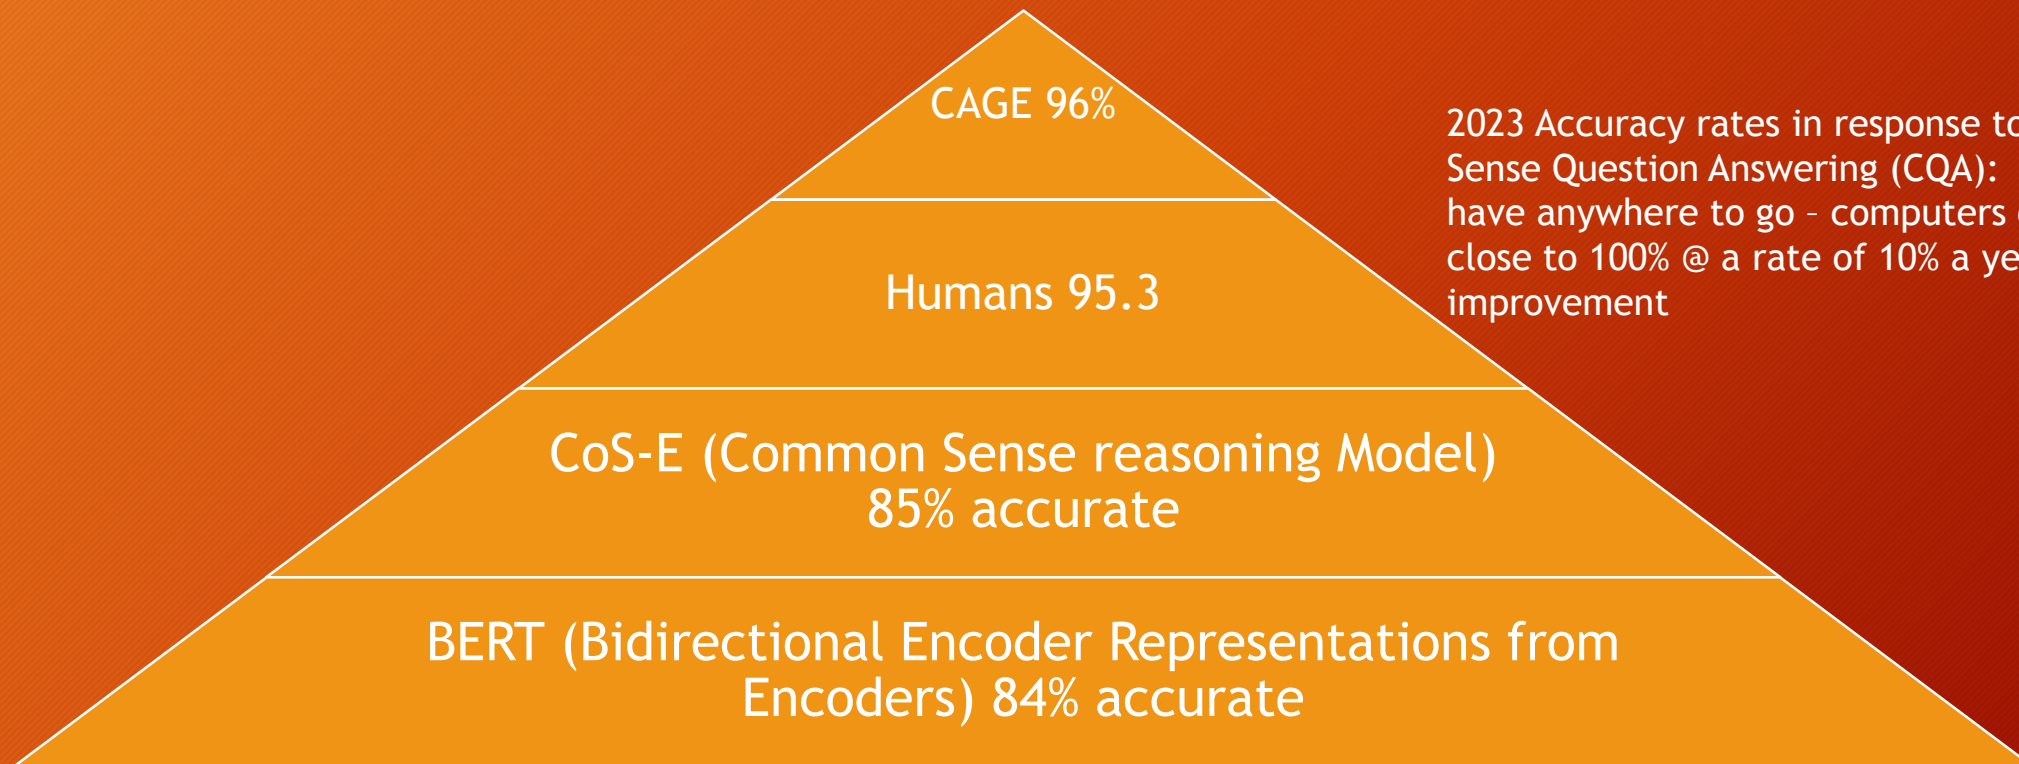 CAGE 96%
2023 Accuracy rates in response to
Sense Question Answering (CQA):
have anywhere to go – computers
close to 100% @ a rate of 10% a
improvement
Humans 95.3
CoS-E (Common Sense reasoning Model)
85% accurate
BERT (Bidirectional Encoder Representations from
Encoders) 84% accurate